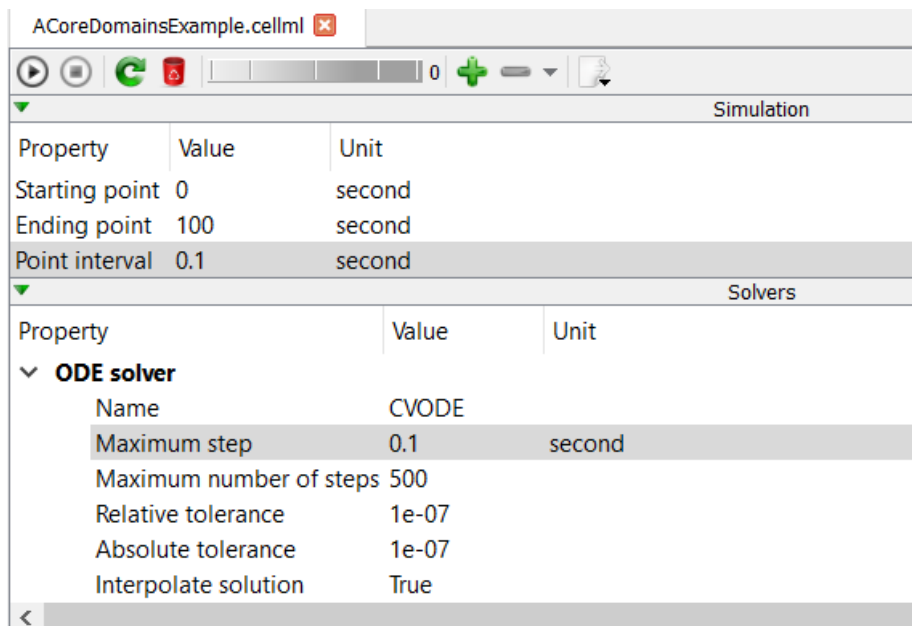 ACoreDomainsExample.cellml
0
Simulation
Property Value Unit
Starting point 0 second
Ending point 100 second
Point interval 0.1 second
Solvers
Property Value Unit
ODE solver
Name CVODE
Maximum step 0.1 second
Maximum number of steps 500
Relative tolerance 1e-07
Absolute tolerance 1e-07
Interpolate solution True